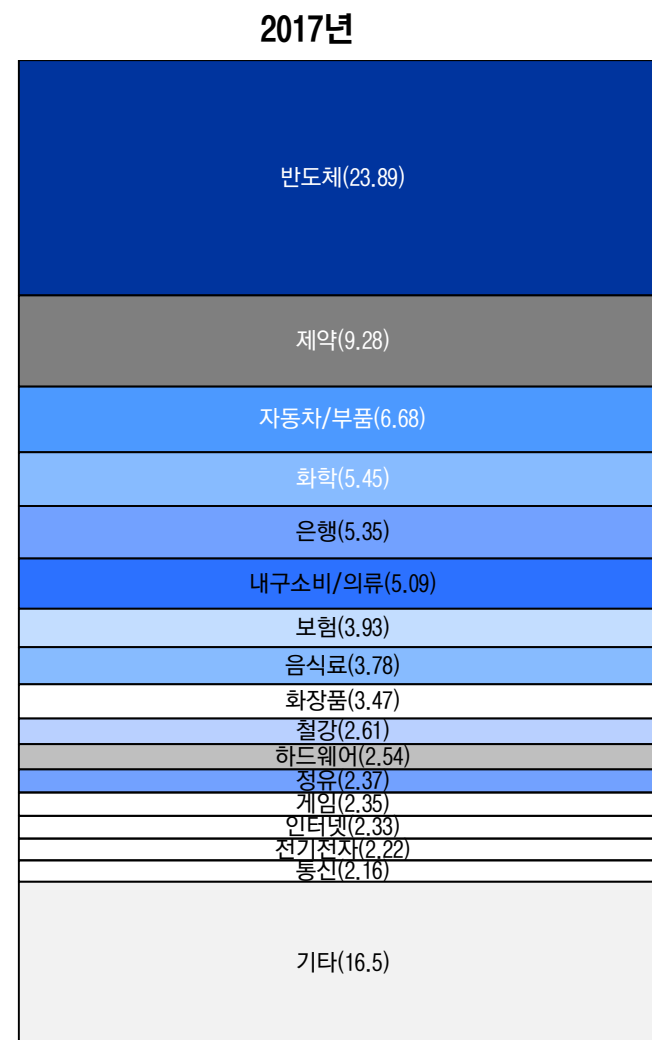 2017년
반도체(23.89)
제약(9.28)
자동차/부품(6.68)
화학(5.45)
은행(5.35)
내구소비/의류(5.09)
보험(3.93)
음식료(3.78)
화장품(3.47)
철강(2.61)
하드웨어(2.54)
정유(2.37)
게임(2.35)
인터넷(2.33)
전기전자(2.22)
통신(2.16)
기타(16.5)